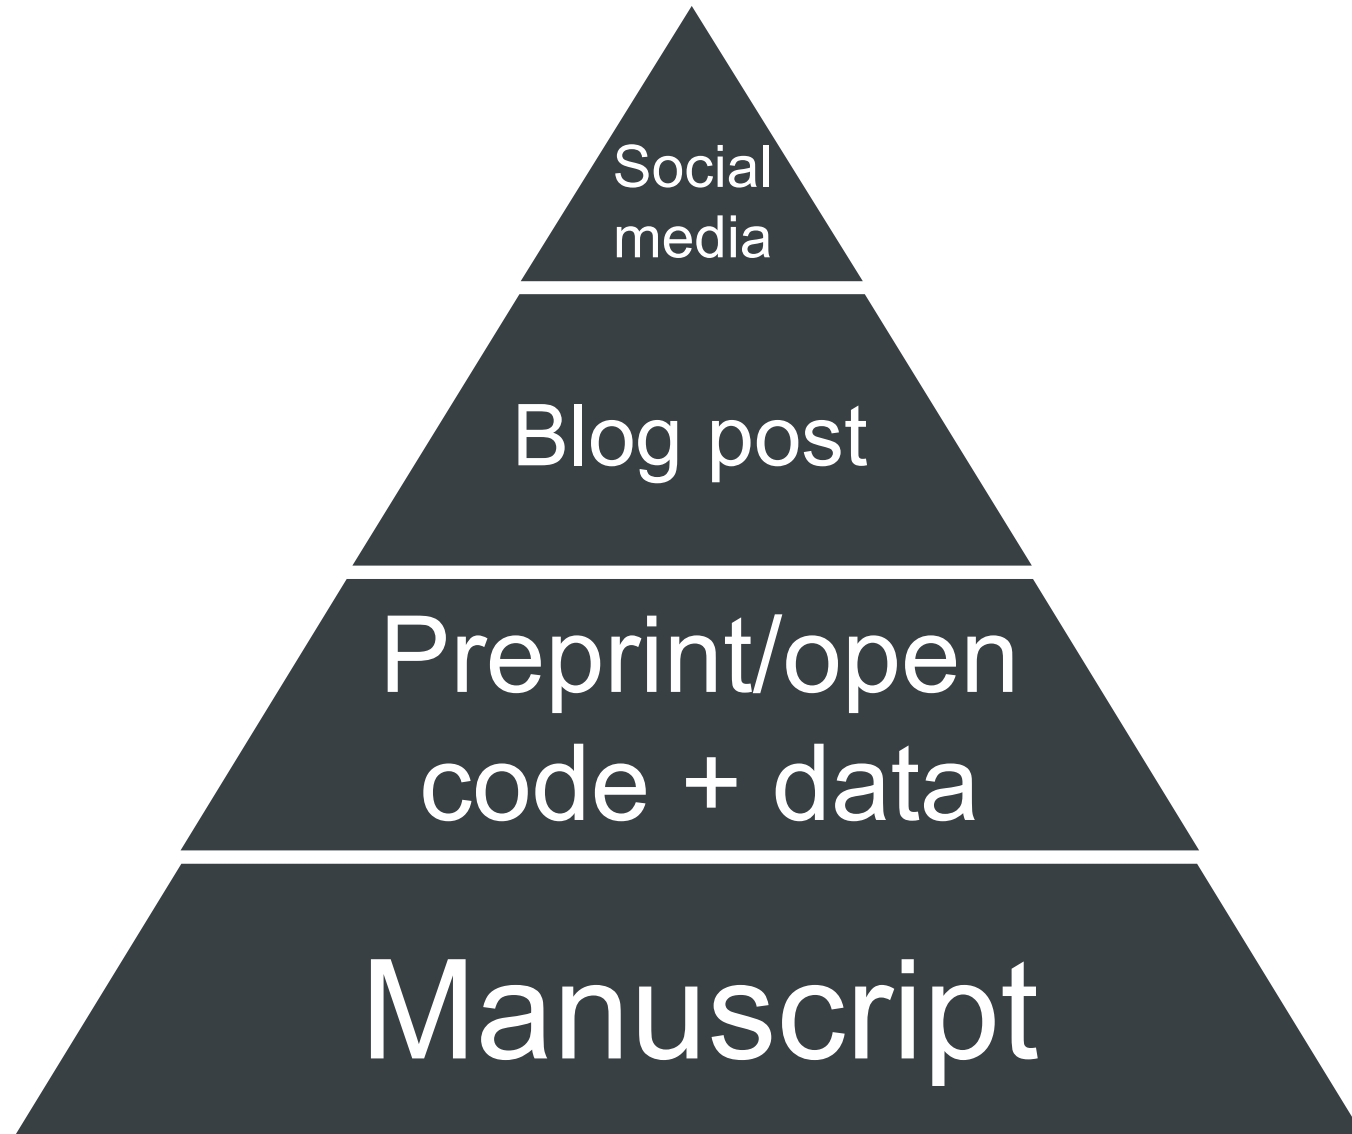 Social
media
Blog post
Preprint/open
code + data
Manuscript